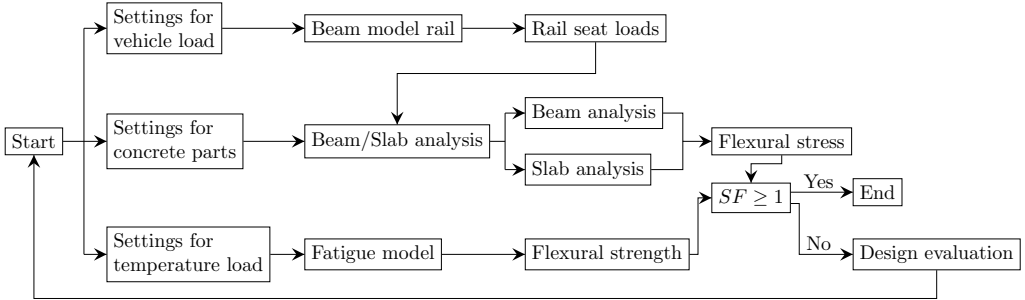 Settings for
vehicle load
Beam model rail
Rail seat loads
Start
Settings for
concrete parts
Beam/Slab analysis
Beam analysis
Slab analysis
Flexural stress
SF ≥ 1
Yes
End
No
Settings for
temperature load
Fatigue model
Flexural strength
Design evaluation